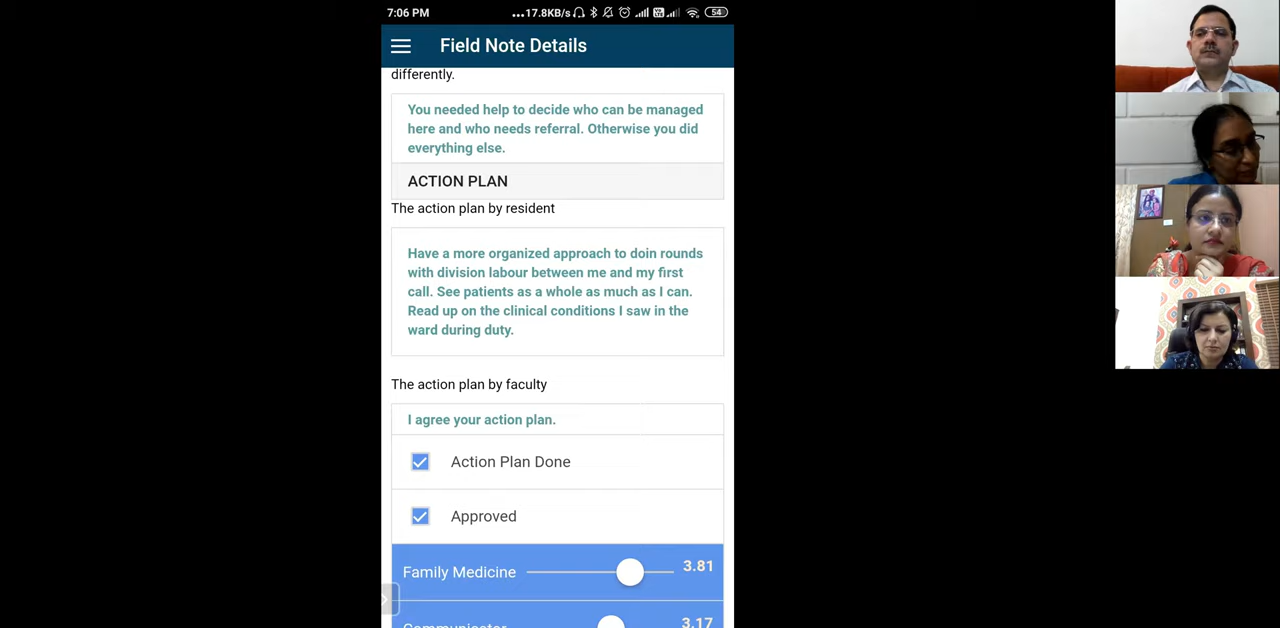 7:06 PM
...17.8KB/s
54
Field Note Details
differently.
You needed help to decide who can be managed
here and who needs referral. Otherwise you did
everything else.
ACTION PLAN
The action plan by resident
Have a more organized approach to doin rounds
with division labour between me and my first
call. See patients as a whole as much as I can.
Read up on the clinical conditions I saw in the
ward during duty.
The action plan by faculty
I agree your action plan.
Action Plan Done
Approved
Family Medicine 3.81
Communicator 3.17